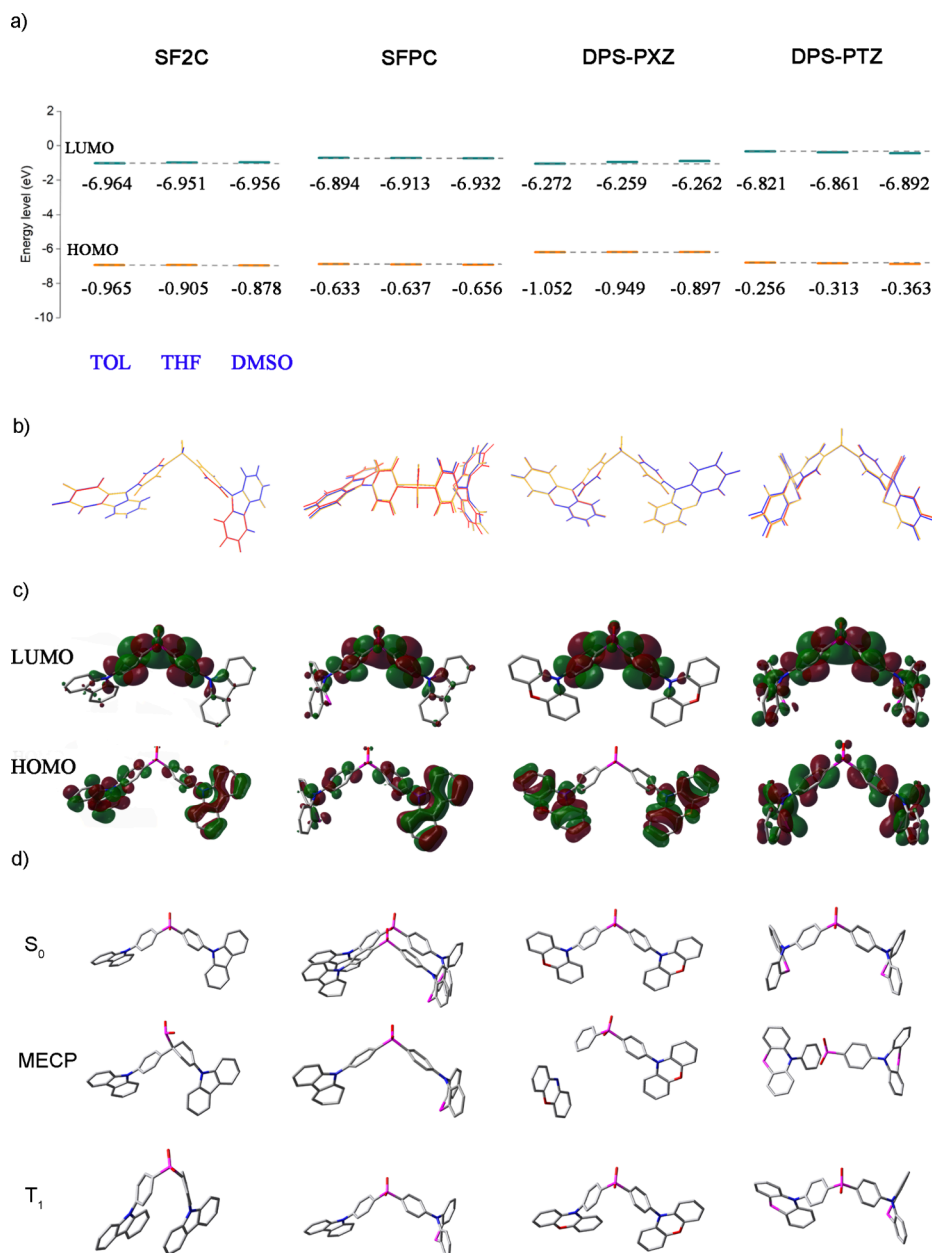 a)
SF2C SFPC DPS-PXZ DPS-PTZ
Energy level (eV)
2
0
-2
-4
-6
-8
-10
LUMO
-6.964 -6.951 -6.956 -6.894 -6.913 -6.932 -6.272 -6.259 -6.262 -6.821 -6.861 -6.892
HOMO
-0.965 -0.905 -0.878 -0.633 -0.637 -0.656 -1.052 -0.949 -0.897 -0.256 -0.313 -0.363
TOL THF DMSO
b)
c)
LUMO
HOMO
d)
S0
MECP
T1